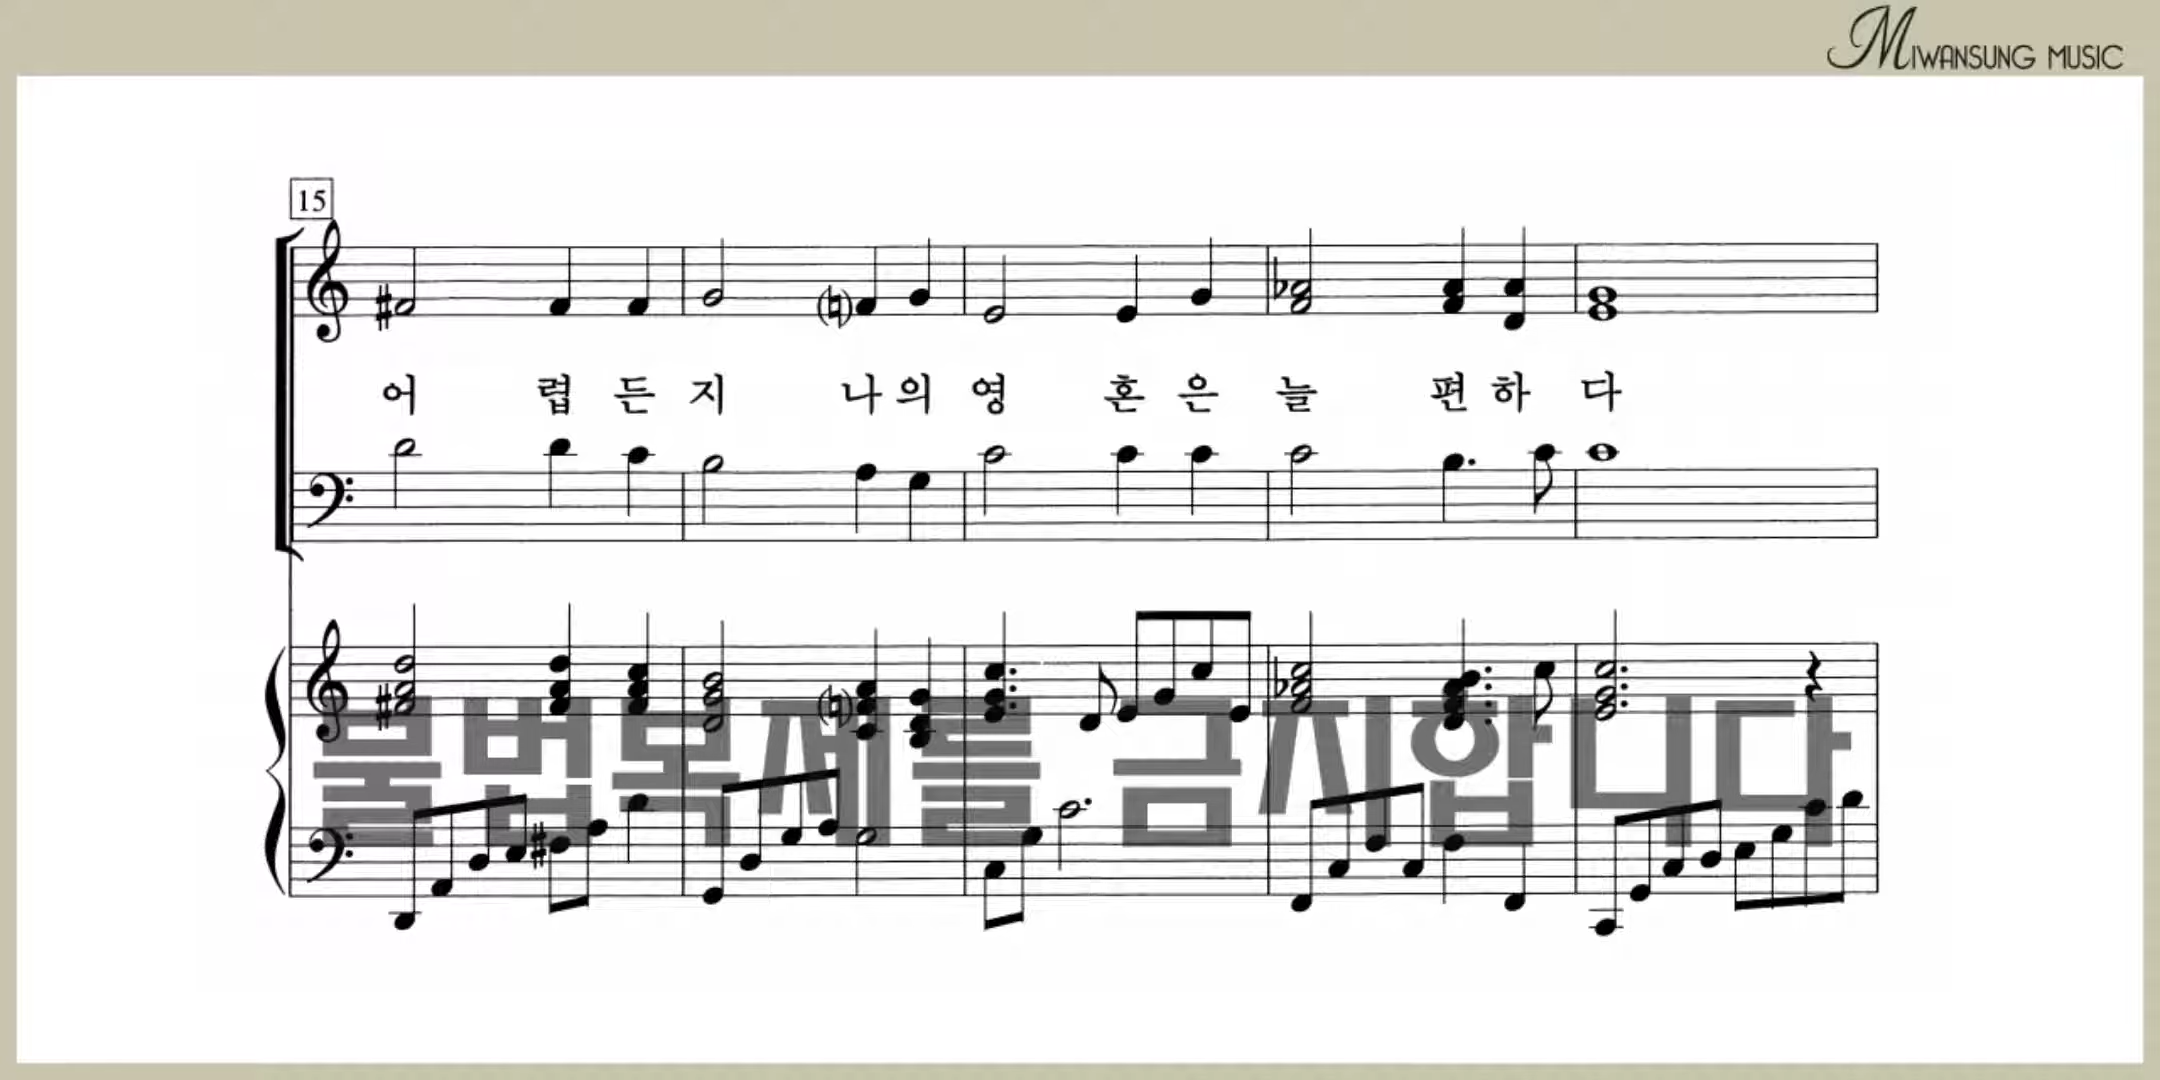 MIWANSUNG MUSIC
15
어 렵 든 지 나 의 영 혼 은 늘 편 하 다
불법복제를 금지합니다